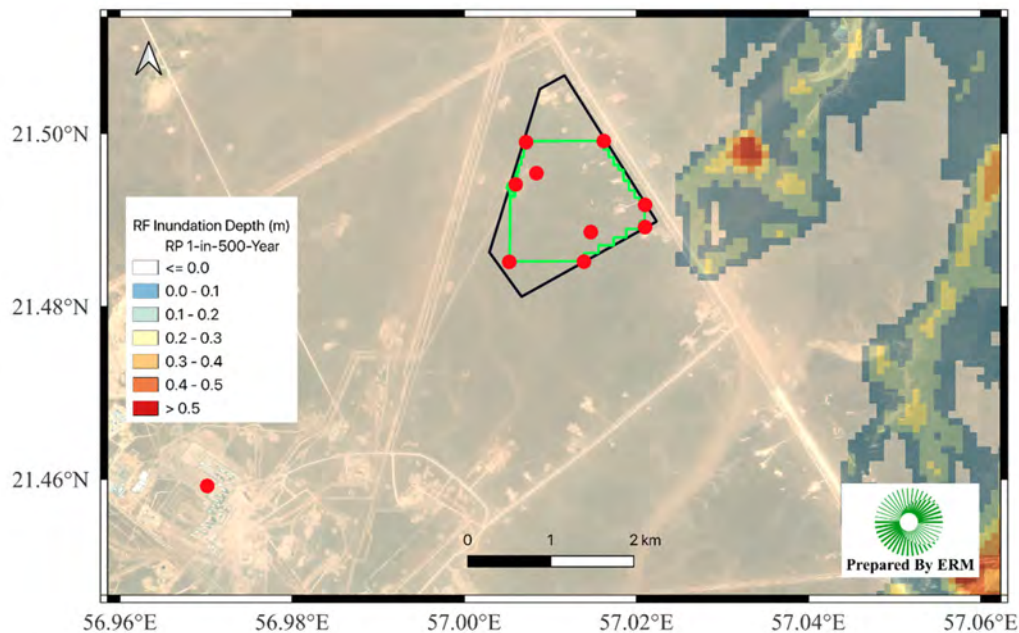 21.50°N
21.48°N
21.46°N
RF Inundation Depth (m)
RP 1-in-500-Year
<= 0.0
0.0 - 0.1
0.1 - 0.2
0.2 - 0.3
0.3 - 0.4
0.4 - 0.5
> 0.5
0 1 2 km
Prepared By ERM
56.96°E 56.98°E 57.00°E 57.02°E 57.04°E 57.06°E